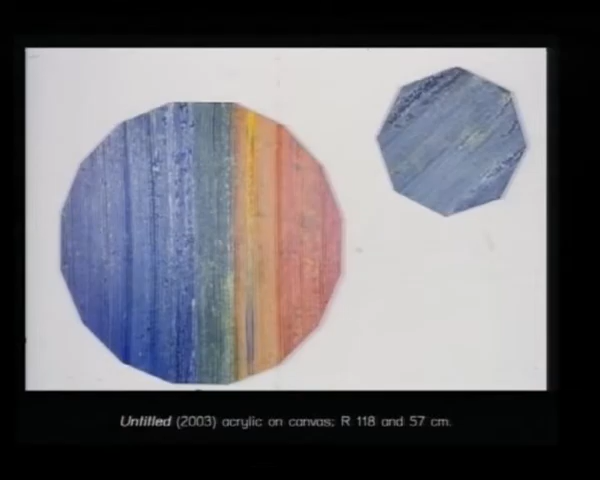 Untitled (2003) acrylic on canvas; R 118 and 57 cm.